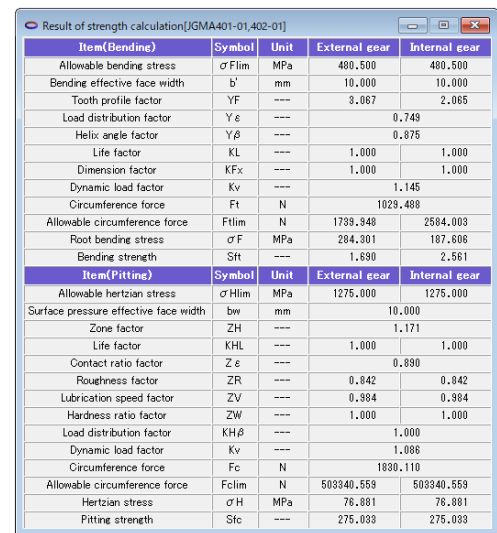 Result of strength calculation[JGMA401-01,402-01]
Item(Bending) Symbol Unit External gear Internal gear
Allowable bending stress σFlim MPa 480.500 480.500
Bending effective face width b' mm 10.000 10.000
Tooth profile factor YF --- 3.067 2.065
Load distribution factor Yε --- 0.749
Helix angle factor Yβ --- 0.875
Life factor KL --- 1.000 1.000
Dimension factor KFx --- 1.000 1.000
Dynamic load factor Kv --- 1.145
Circumference force Ft N 1029.488
Allowable circumference force Ftlim N 1739.948 2584.003
Root bending stress σF MPa 284.301 187.606
Bending strength Sft --- 1.690 2.561
Item(Pitting) Symbol Unit External gear Internal gear
Allowable hertzian stress σHlim MPa 1275.000 1275.000
Surface pressure effective face width bw mm 10.000
Zone factor ZH --- 1.171
Life factor KHL --- 1.000 1.000
Contact ratio factor Zε --- 0.890
Roughness factor ZR --- 0.842 0.842
Lubrication speed factor ZV --- 0.984 0.984
Hardness ratio factor ZW --- 1.000 1.000
Load distribution factor KHβ --- 1.000
Dynamic load factor Kv --- 1.086
Circumference force Fc N 1830.110
Allowable circumference force Fclim N 503340.559 503340.559
Hertzian stress σH MPa 76.881 76.881
Pitting strength Sfc --- 275.033 275.033